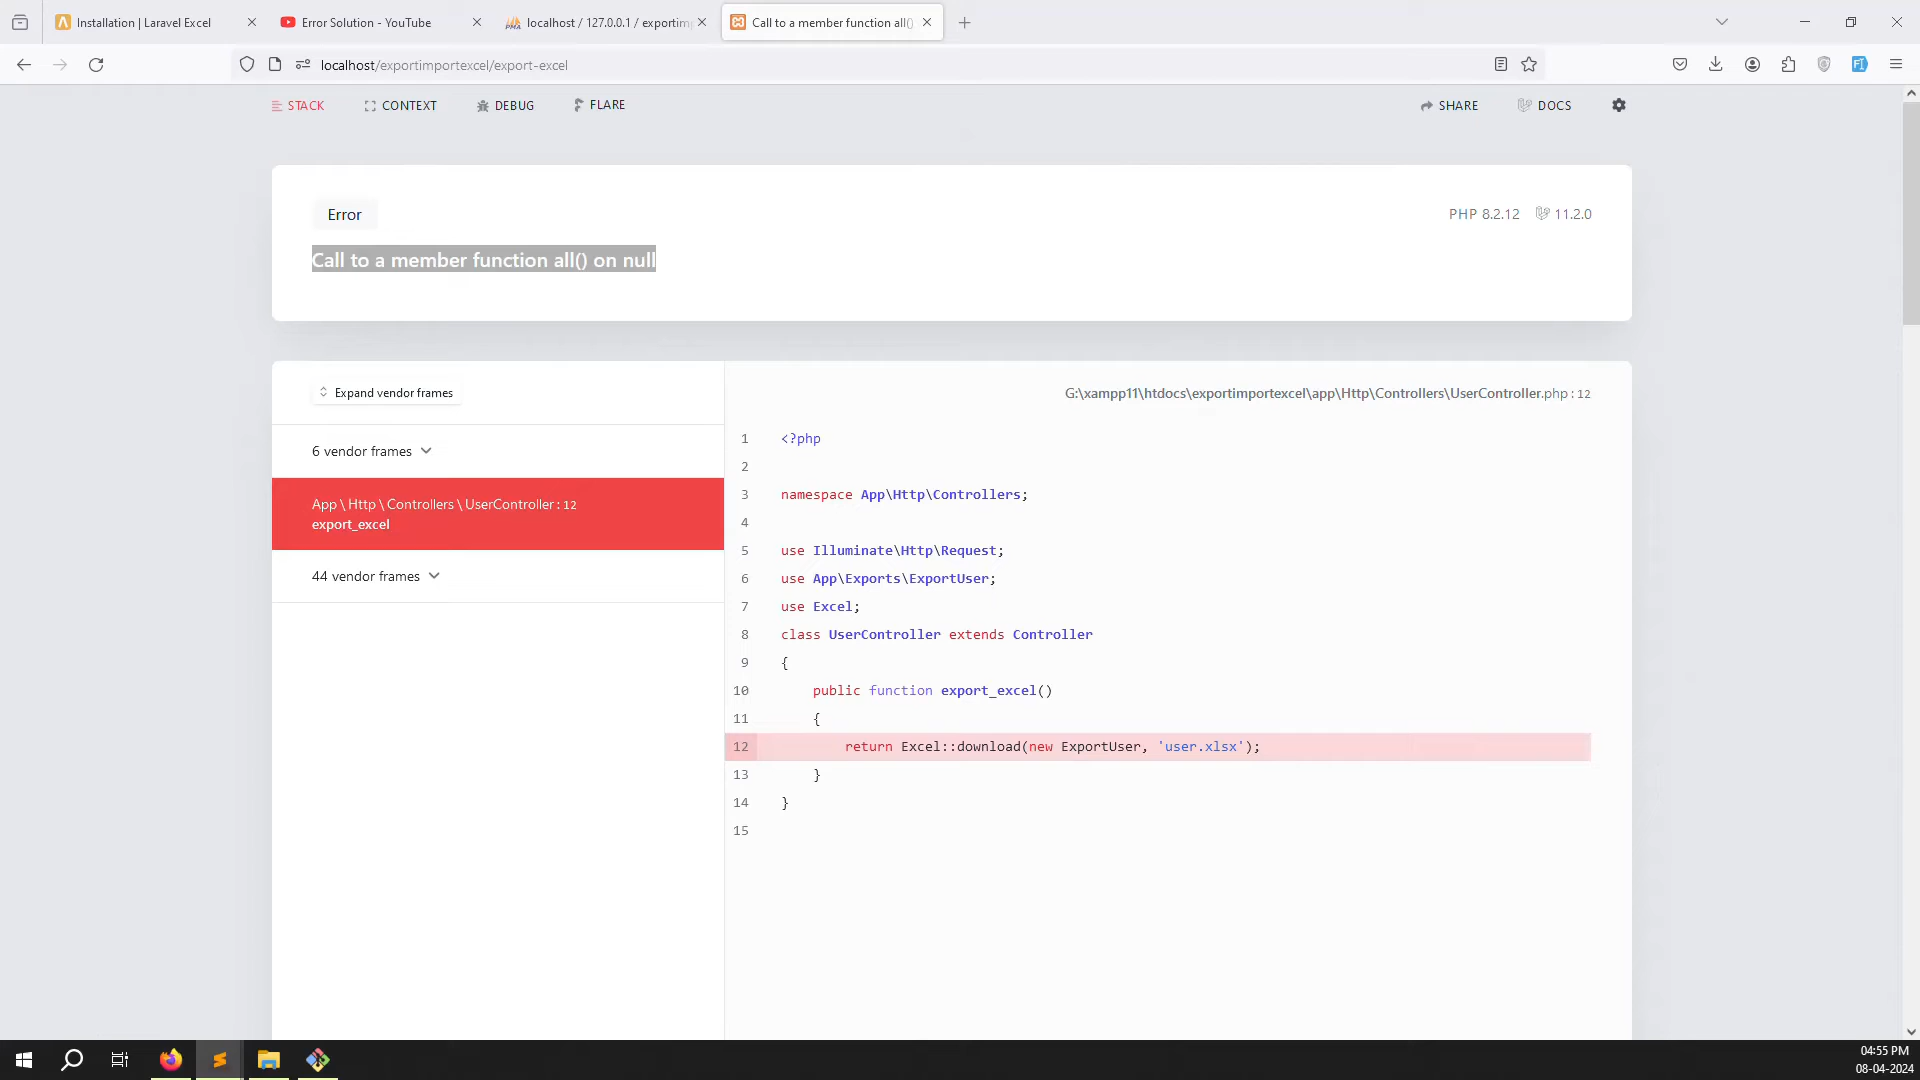 Installation | Laravel Excel
Error Solution - YouTube
localhost / 127.0.0.1 / exportimp
Call to a member function all()
localhost/exportimportexcel/export-excel
STACK
CONTEXT
DEBUG
FLARE
SHARE
DOCS
Error
PHP 8.2.12
11.2.0
Call to a member function all() on null
Expand vendor frames
6 vendor frames
App \ Http \ Controllers \ UserController : 12
export_excel
44 vendor frames
G:\xampp11\htdocs\exportimportexcel\app\Http\Controllers\UserController.php : 12
1 <?php
2
3 namespace App\Http\Controllers;
4
5 use Illuminate\Http\Request;
6 use App\Exports\ExportUser;
7 use Excel;
8 class UserController extends Controller
9 {
10 public function export_excel()
11 {
12 return Excel::download(new ExportUser, 'user.xlsx');
13 }
14 }
15
04:55 PM
08-04-2024